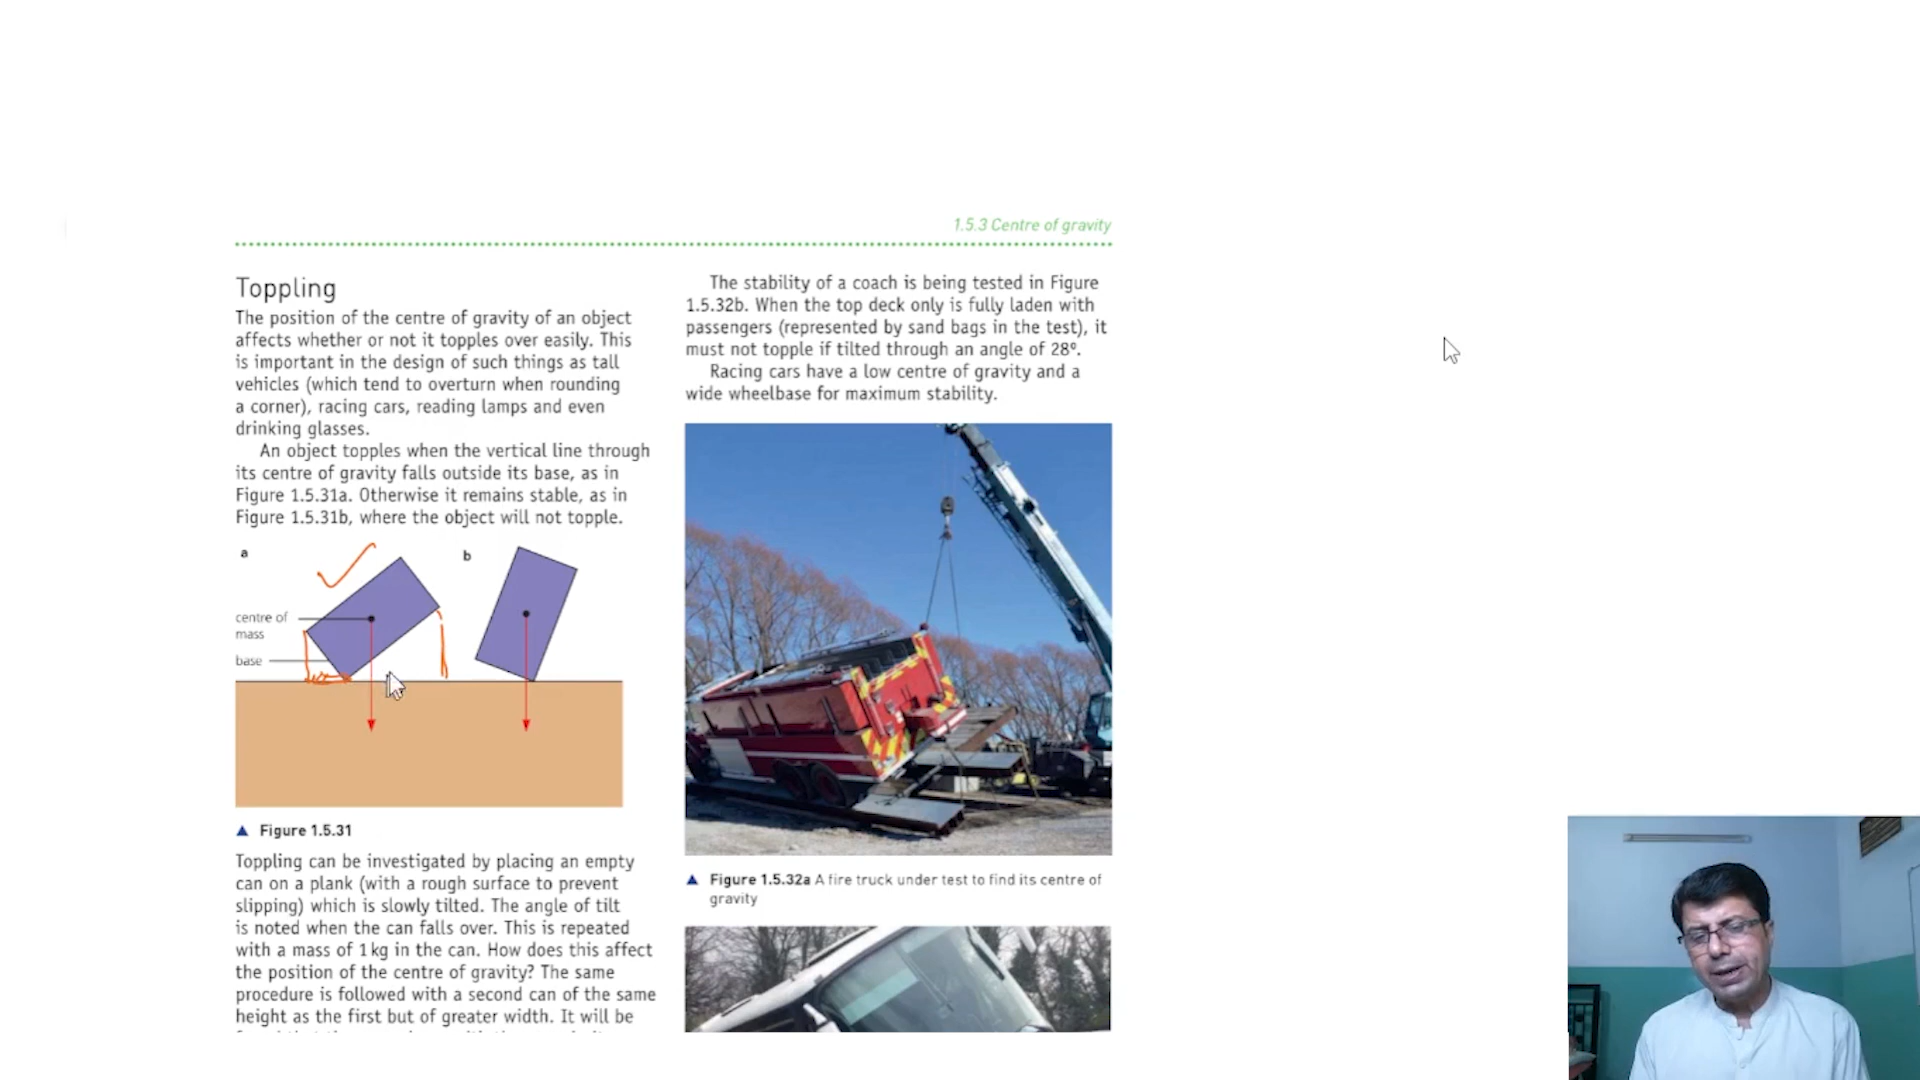 1.5.3 Centre of gravity
Toppling
The position of the centre of gravity of an object
affects whether or not it topples over easily. This
is important in the design of such things as tall
vehicles (which tend to overturn when rounding
a corner), racing cars, reading lamps and even
drinking glasses.
An object topples when the vertical line through
its centre of gravity falls outside its base, as in
Figure 1.5.31a. Otherwise it remains stable, as in
Figure 1.5.31b, where the object will not topple.
a
b
centre of
mass
base
▲ Figure 1.5.31
Toppling can be investigated by placing an empty
can on a plank (with a rough surface to prevent
slipping) which is slowly tilted. The angle of tilt
is noted when the can falls over. This is repeated
with a mass of 1 kg in the can. How does this affect
the position of the centre of gravity? The same
procedure is followed with a second can of the same
height as the first but of greater width. It will be
The stability of a coach is being tested in Figure
1.5.32b. When the top deck only is fully laden with
passengers (represented by sand bags in the test), it
must not topple if tilted through an angle of 28º.
Racing cars have a low centre of gravity and a
wide wheelbase for maximum stability.
▲ Figure 1.5.32a A fire truck under test to find its centre of
gravity